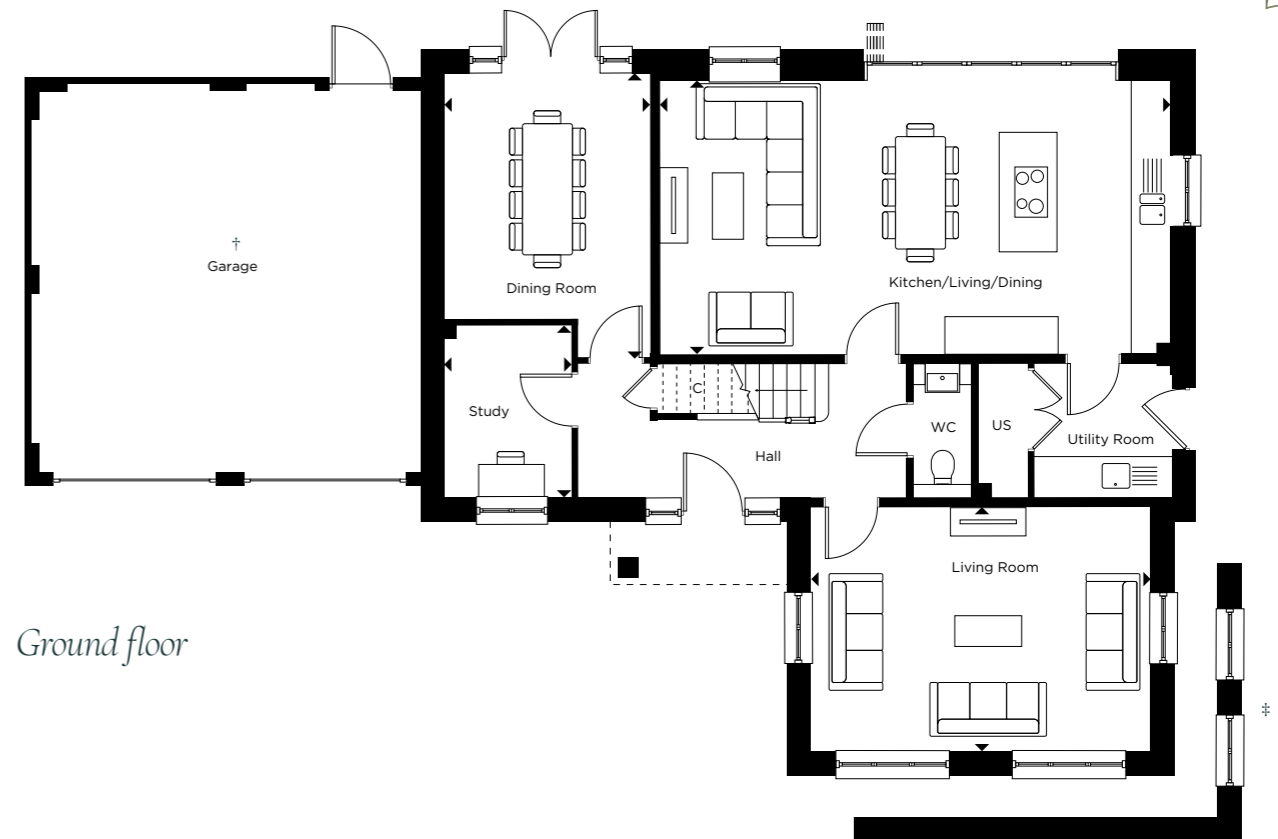 †
Garage
Dining Room
Kitchen/Living/Dining
Study
C
Hall
WC
US
Utility Room
Living Room
Ground floor
‡